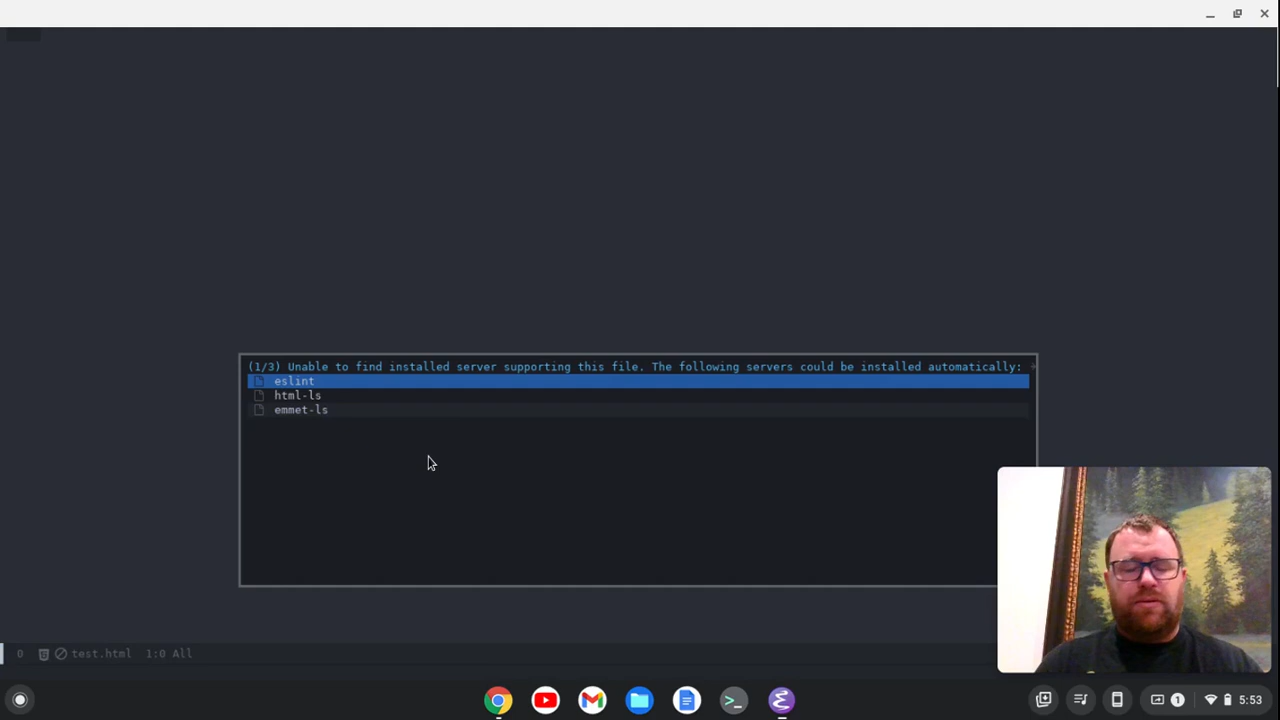 (1/3) Unable to find installed server supporting this file. The following servers could be installed automatically:
eslint
html-ls
emmet-ls
0 test.html 1:0 All
1 5:53